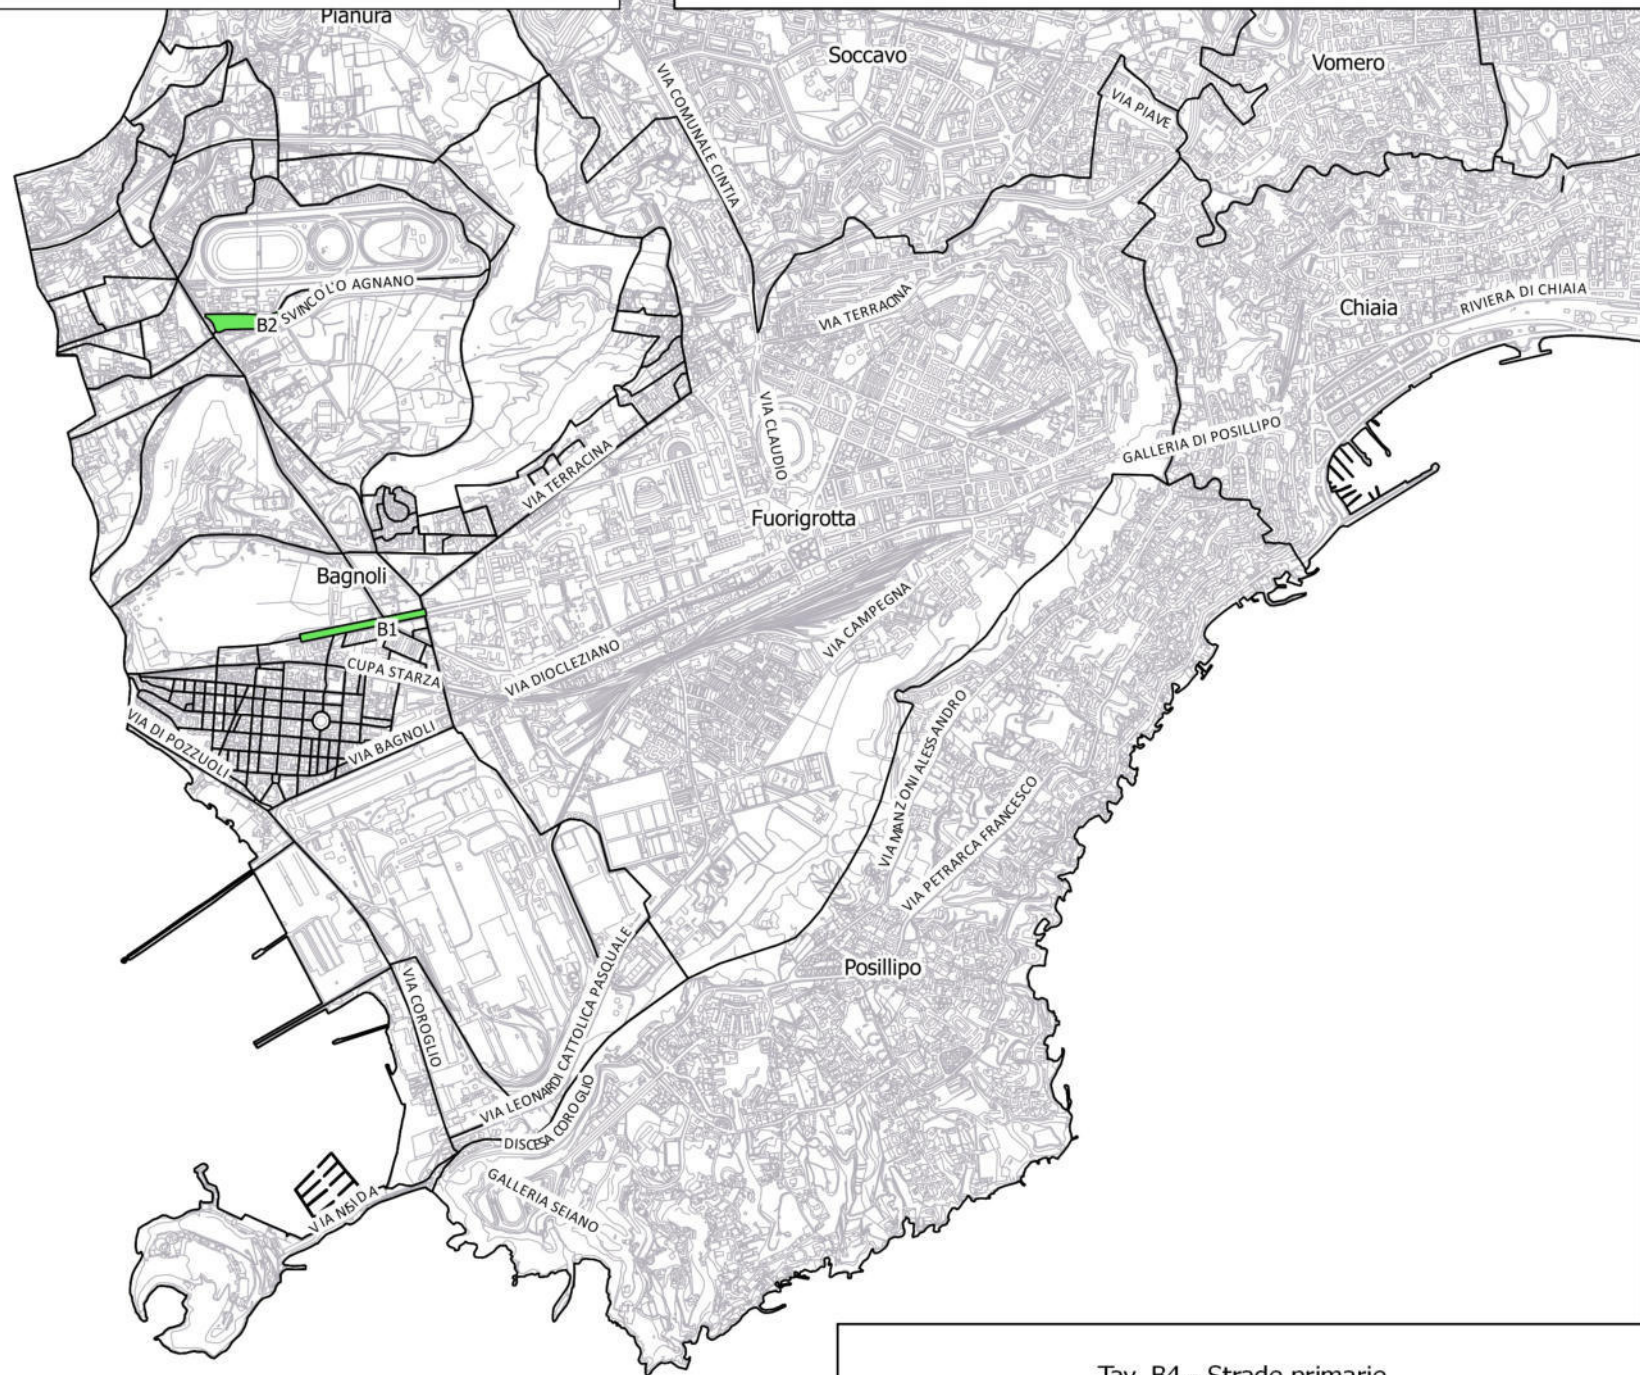 Pianura
Soccavo
Vomero
VIA COMUNALE CINTIA
VIA PIAVE
SVINCOL'O AGNANO
B2
VIA TERRACINA
Chiaia
RIVIERA DI CHIAIA
VIA CLAUDIO
GALLERIA DI POSILLIPO
VIA TERRACINA
Fuorigrotta
Bagnoli
B1
VIA CAMPEGNA
CUPA STARZA
VIA DIOCLEZIANO
VIA DI POZZUOLI
VIA BAGNOLI
VIA MANZONI ALESSANDRO
VIA PETRARCA FRANCESCO
Posillipo
VIA COROGLIO
VIA LEONARDI CATTOLICA PASQUALE
DISCESA COROGLIO
GALLERIA SEIANO
VIA NISIDA
Tav. B4 - Strade primarie